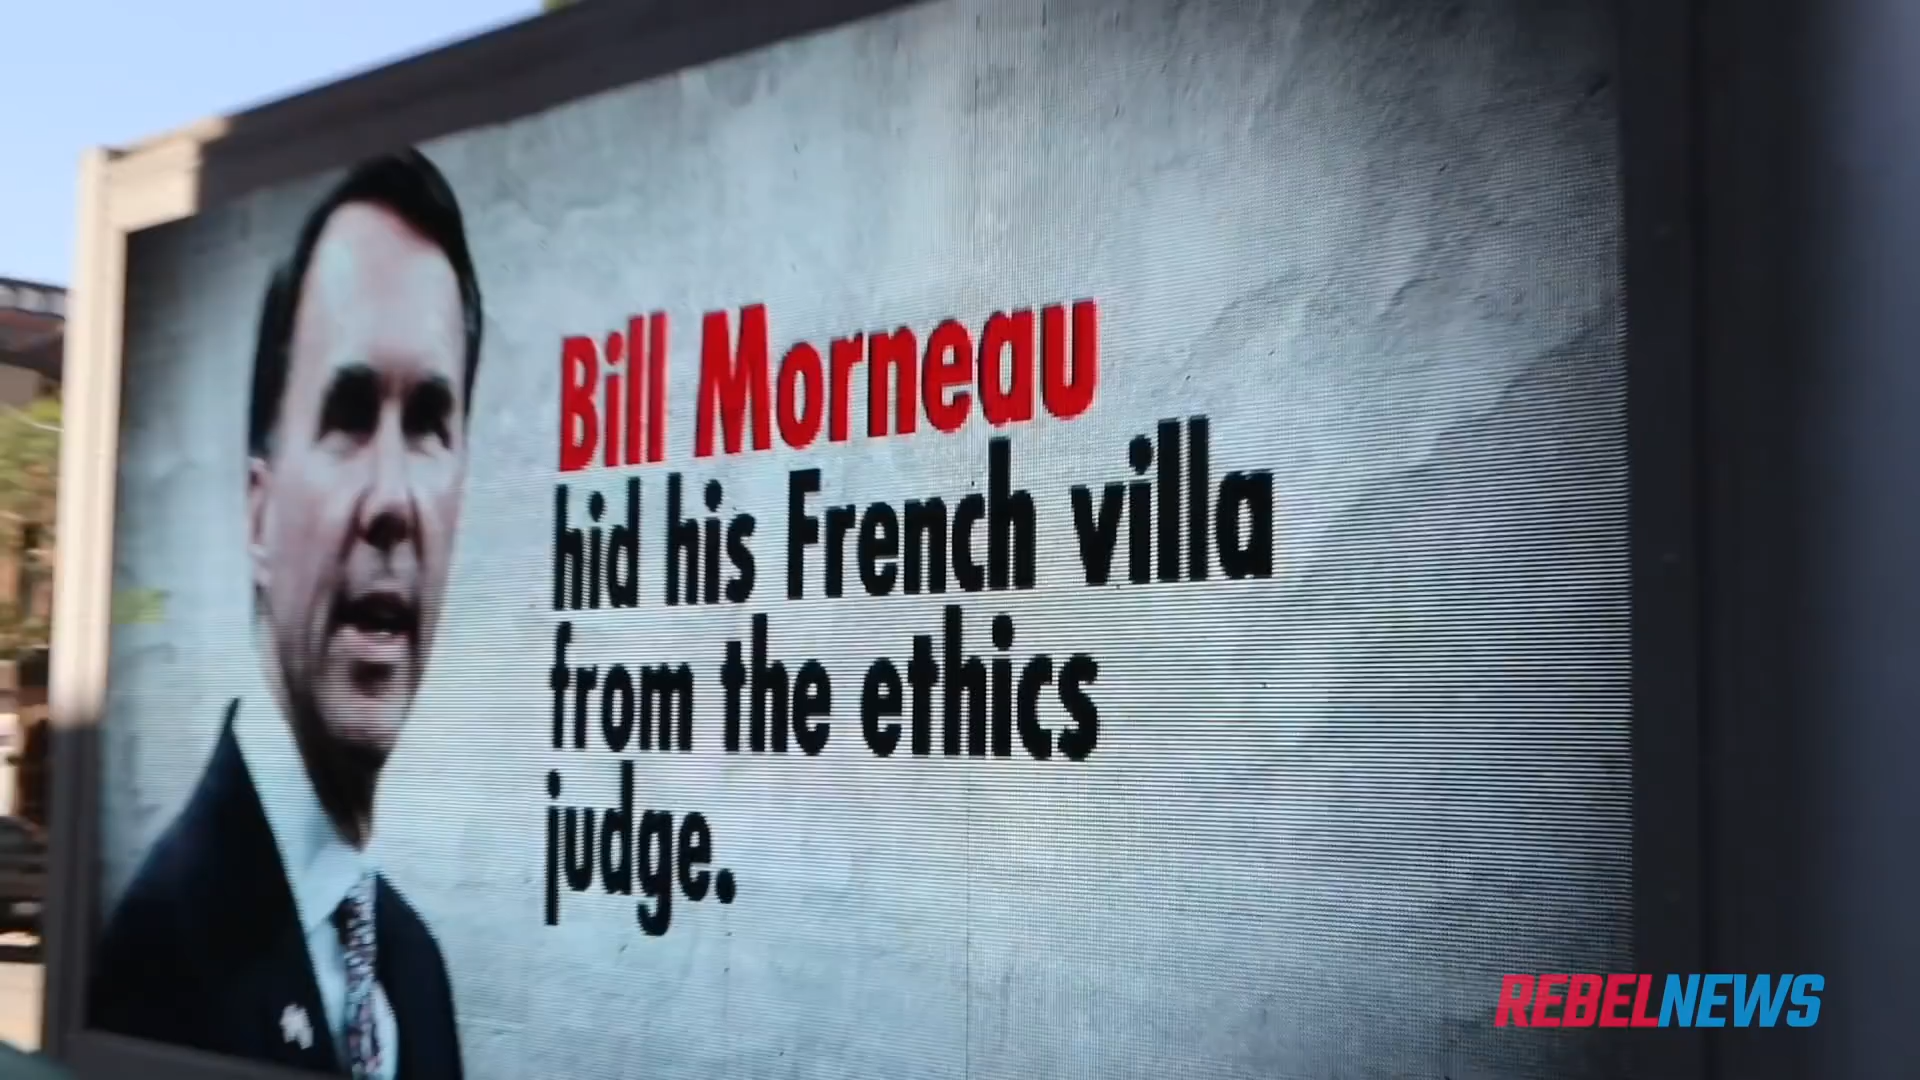 Bill Morneau
hid his French villa
from the ethics
judge.
REBELNEWS